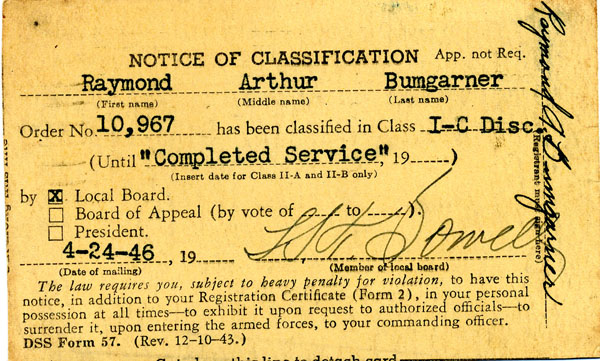 NOTICE OF CLASSIFICATION App. not Req.
Raymond Arthur Bumgarner
(First name) (Middle name) (Last name)
Order No. 10,967 has been classified in Class I-C Disc.
(Until "Completed Service", 19 )
(Insert date for Class II-A and II-B only)
by X Local Board.
Board of Appeal (by vote of to ).
President.
4-24-46, 19
(Date of mailing) (Member of local board)
The law requires you, subject to heavy penalty for violation, to have this
notice, in addition to your Registration Certificate (Form 2), in your personal
possession at all times—to exhibit it upon request to authorized officials—to
surrender it, upon entering the armed forces, to your commanding officer.
DSS Form 57. (Rev. 12-10-43.)
Raymond A. Bumgarner
(Registrant must sign here)